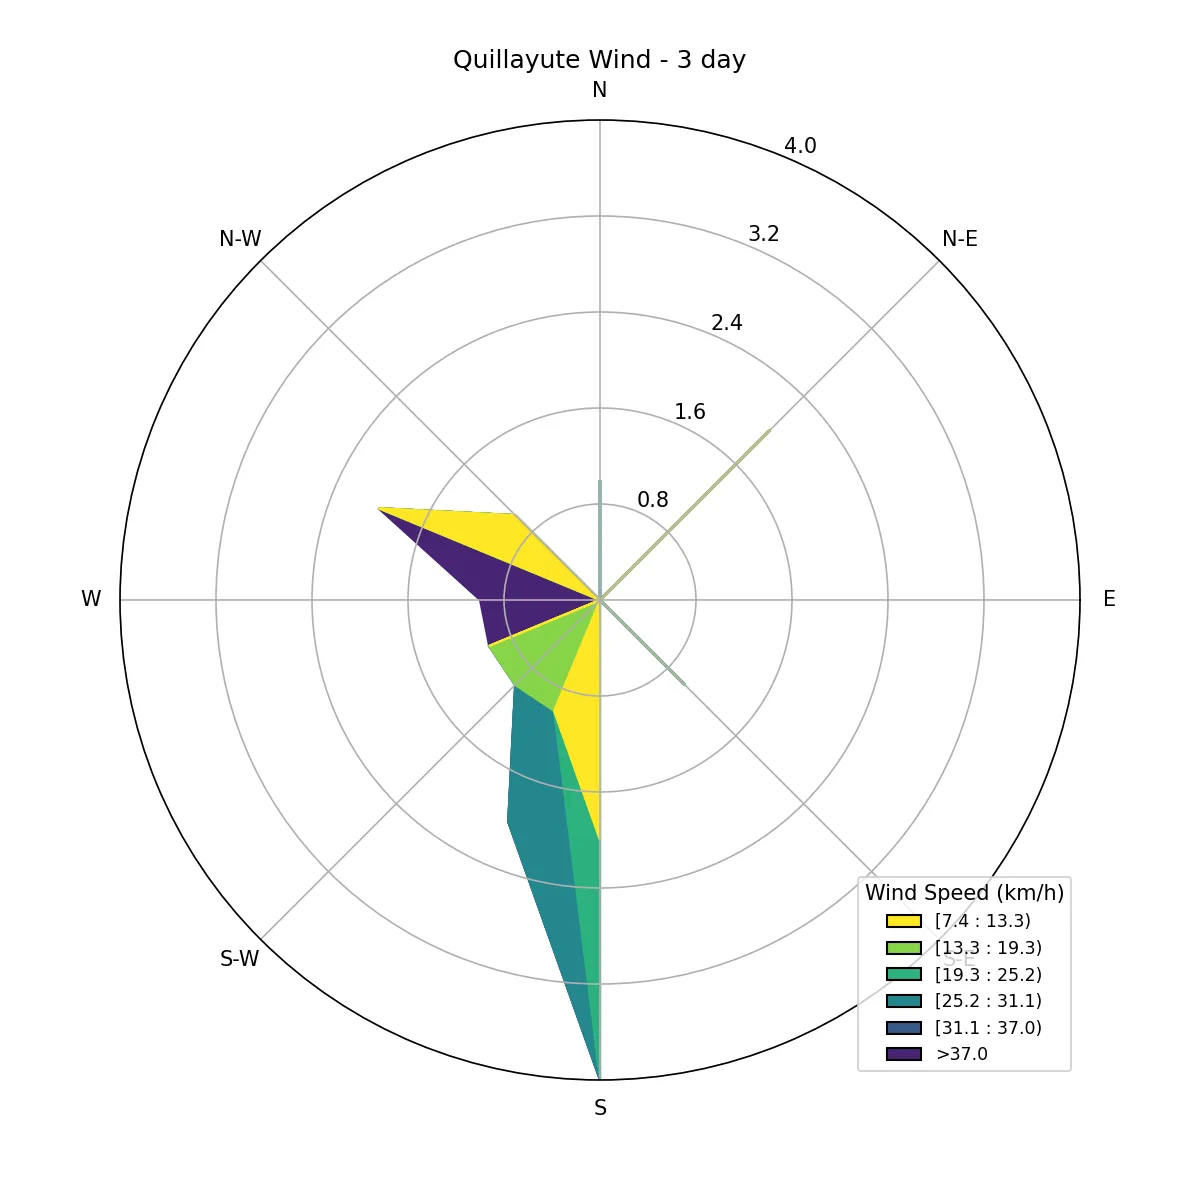 Quillayute Wind - 3 day
N
4.0
N-W
N-E
3.2
2.4
1.6
0.8
W
E
S-W
S-E
S
Wind Speed (km/h)
[7.4 : 13.3)
[13.3 : 19.3)
[19.3 : 25.2)
[25.2 : 31.1)
[31.1 : 37.0)
>37.0